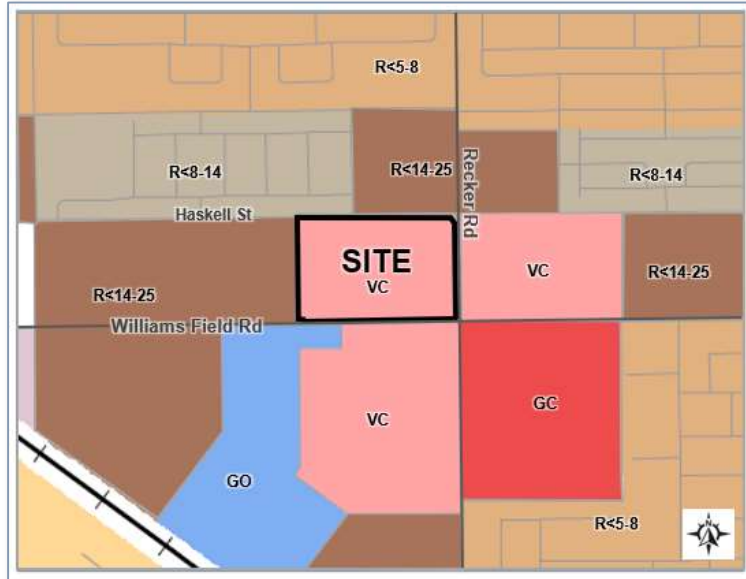 R<5-8
R<8-14
R<14-25
Recker Rd
R<8-14
Haskell St
SITE
VC
VC
R<14-25
R<14-25
Williams Field Rd
VC
GC
GO
R<5-8
N